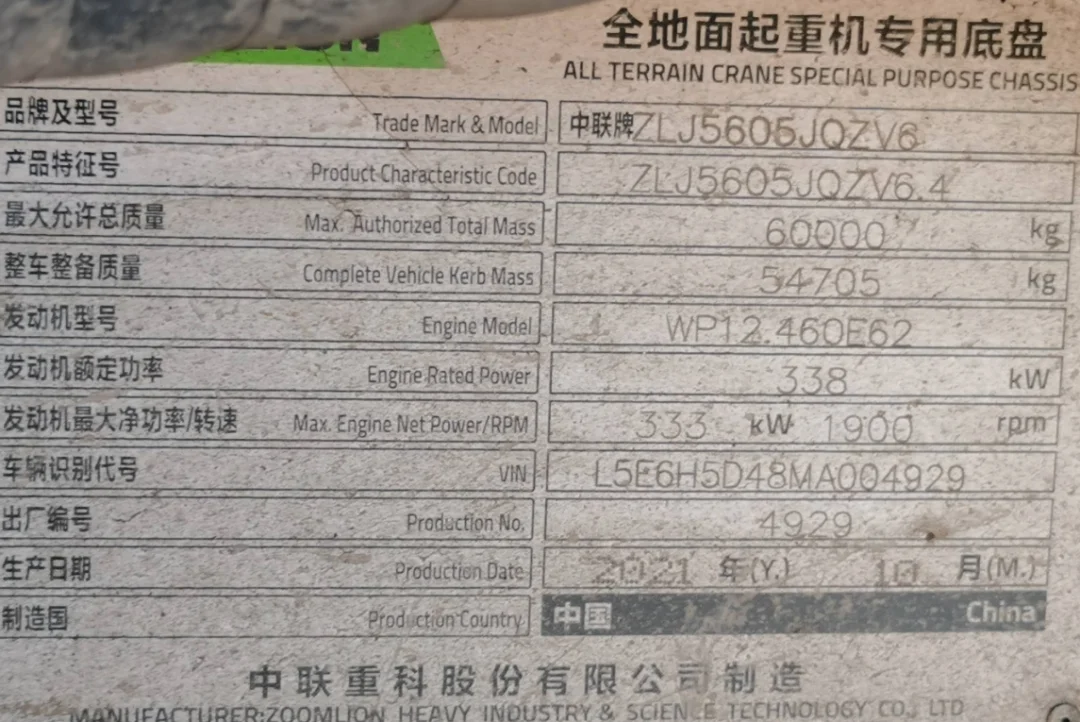 全地面起重机专用底盘
ALL TERRAIN CRANE SPECIAL PURPOSE CHASSIS
品牌及型号 Trade Mark & Model 中联牌ZLJ5605JQZV6
产品特征号 Product Characteristic Code ZLJ5605JQZV6.4
最大允许总质量 Max. Authorized Total Mass 60000 kg
整车整备质量 Complete Vehicle Kerb Mass 54705 kg
发动机型号 Engine Model WP12.460E62
发动机额定功率 Engine Rated Power 338 kW
发动机最大净功率/转速 Max. Engine Net Power/RPM 333 kW 1900 rpm
车辆识别代号 VIN L5E6H5D48MA004929
出厂编号 Production No. 4929
生产日期 Production Date 2021 年(Y.) 10 月(M.)
制造国 Production Country 中国 China
中联重科股份有限公司制造
MANUFACTURER:ZOOMLION HEAVY INDUSTRY & SCIENCE TECHNOLOGY CO., LTD